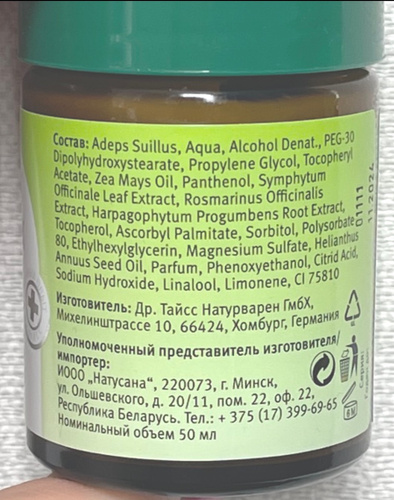 Состав: Adeps Suillus, Aqua, Alcohol Denat., PEG-30
Dipolyhydroxystearate, Propylene Glycol, Tocopheryl
Acetate, Zea Mays Oil, Panthenol, Symphytum
Officinale Leaf Extract, Rosmarinus Officinalis
Extract, Harpagophytum Progumbens Root Extract,
Tocopherol, Ascorbyl Palmitate, Sorbitol, Polysorbate
80, Ethylhexylglycerin, Magnesium Sulfate, Helianthus
Annuus Seed Oil, Parfum, Phenoxyethanol, Citrid Acid,
Sodium Hydroxide, Linalool, Limonene, CI 75810
Изготовитель: Др. Тайсс Натурварен ГмбХ,
Михелинштрассе 10, 66424, Хомбург, Германия
Уполномоченный представитель изготовителя/
импортер:
ИООО „Натусана“, 220073, г. Минск,
ул. Ольшевского, д. 20/11, пом. 22, оф. 22,
Республика Беларусь. Тел.: + 375 (17) 399-69-65
Номинальный объем 50 мл
01111
11 2024